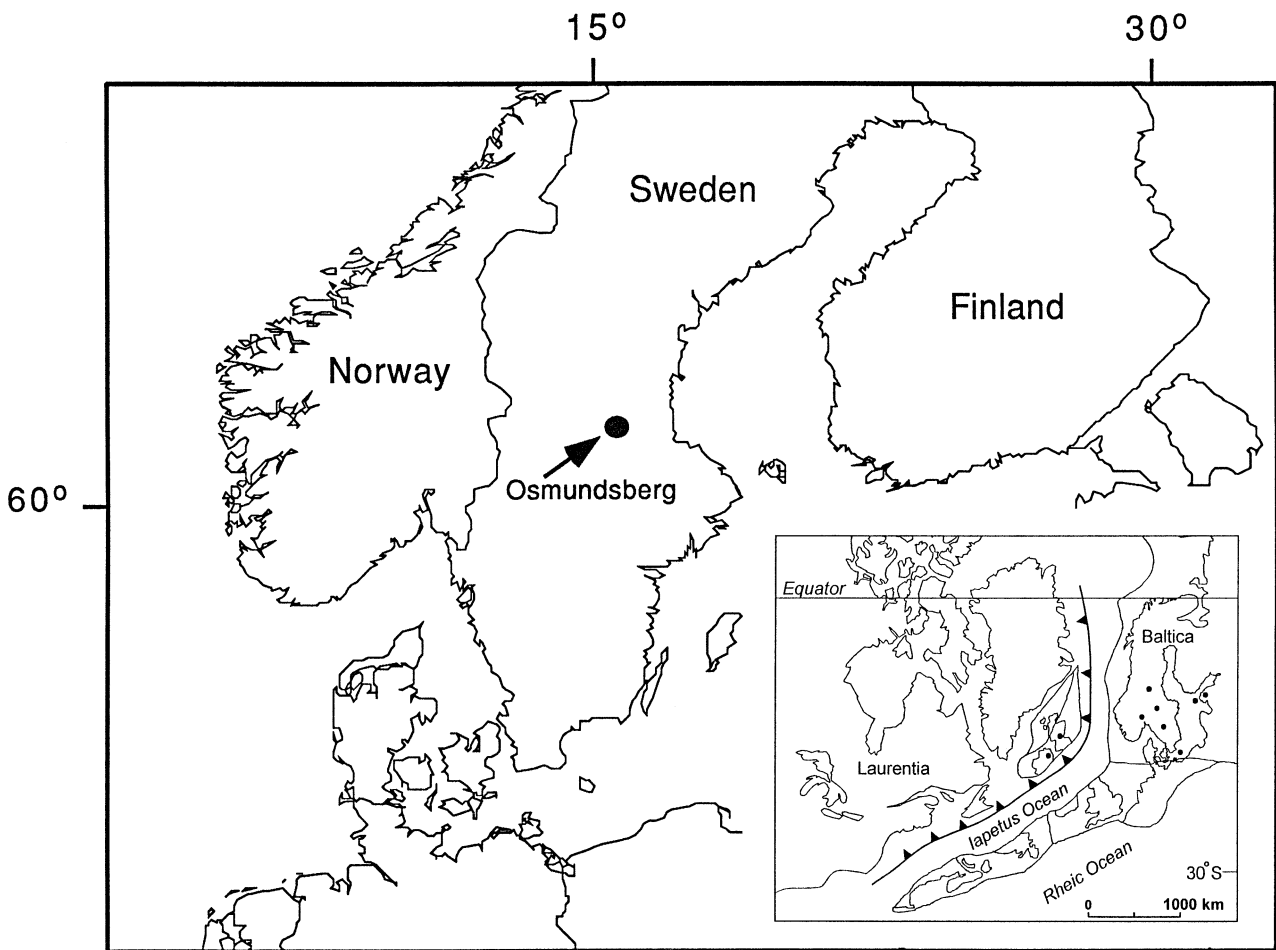 15° 30°
Sweden
Finland
Norway
Osmundsberg
60°
Equator
Baltica
Laurentia
Iapetus Ocean
Rheic Ocean
30°S
0 1000 km